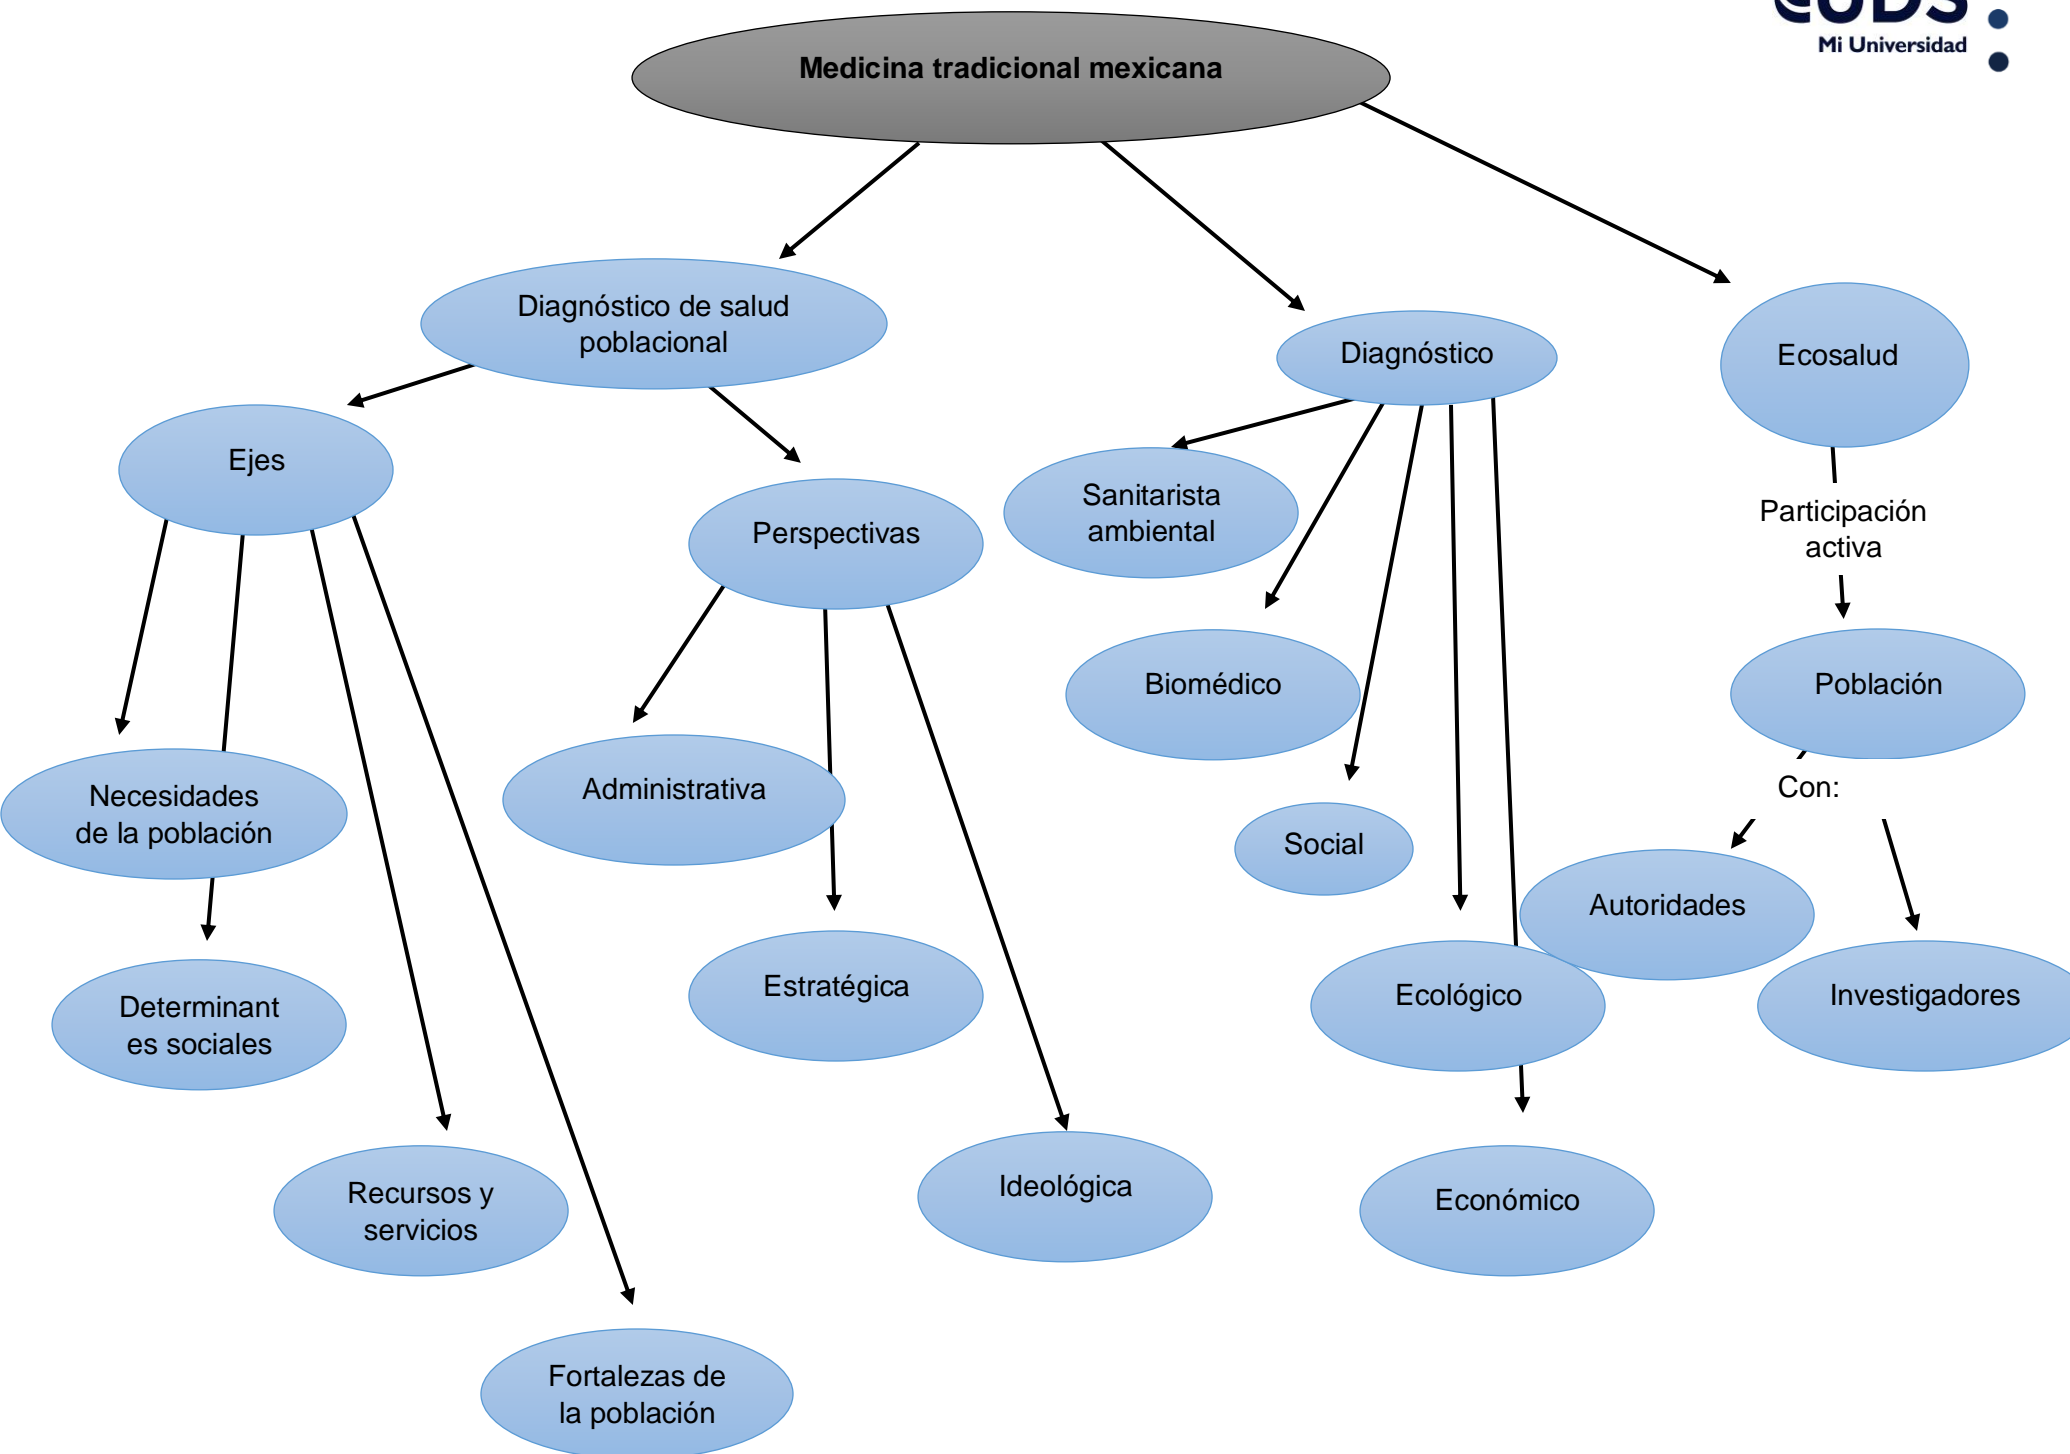 Mi Universidad
Medicina tradicional mexicana
Diagnóstico de salud
poblacional
Diagnóstico
Ecosalud
Ejes
Perspectivas
Sanitarista
ambiental
Participación
activa
Biomédico
Población
Necesidades
de la población
Administrativa
Con:
Social
Autoridades
Determinant
es sociales
Estratégica
Ecológico
Investigadores
Recursos y
servicios
Ideológica
Económico
Fortalezas de
la población